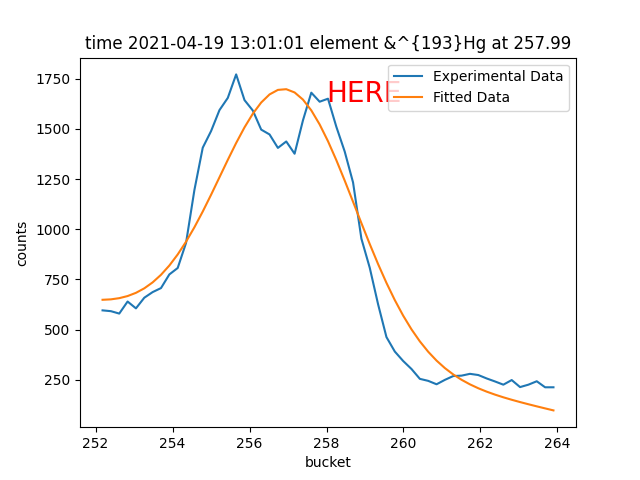 time 2021-04-19 13:01:01 element &^{193}Hg at 257.99
HERE
Experimental Data
Fitted Data
counts
1750
1500
1250
1000
750
500
250
252 254 256 258 260 262 264
bucket